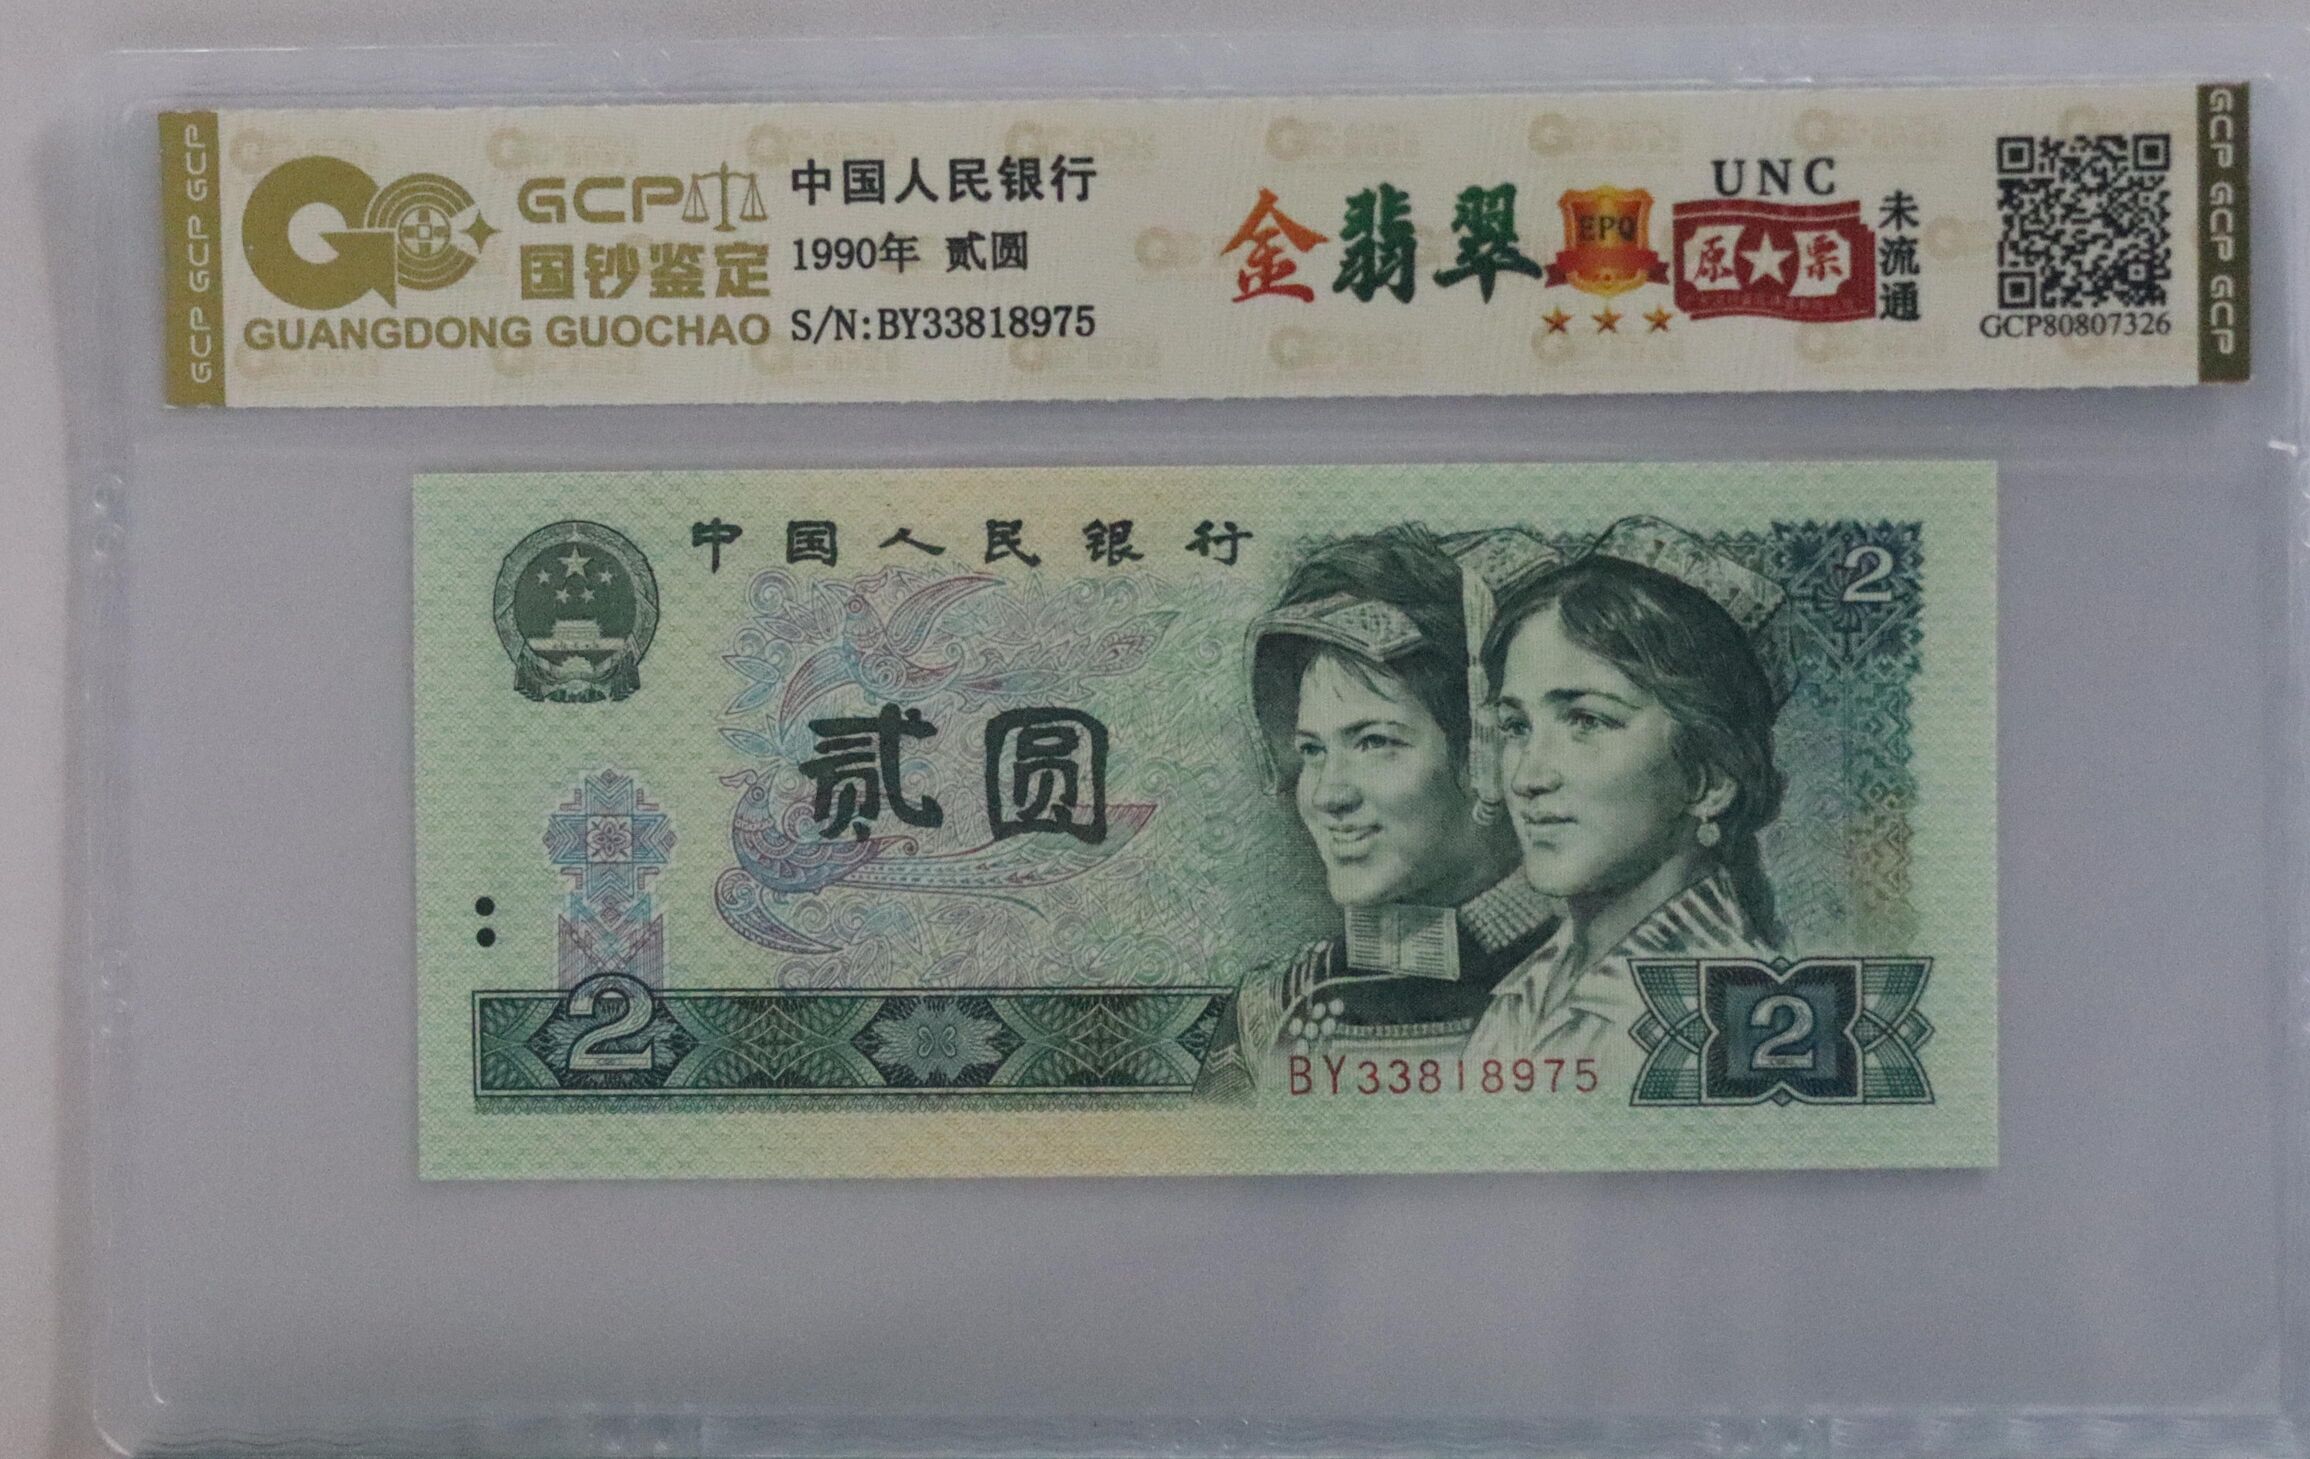 GCP GCP GCP
GCP
国钞鉴定
GUANGDONG GUOCHAO
中国人民银行
1990年 贰圆
S/N:BY33818975
金翡翠
EPQ
UNC
原★票
未流通
GCP80807326
GCP GCP GCP
中国人民银行
2
贰圆
2
BY33818975
2